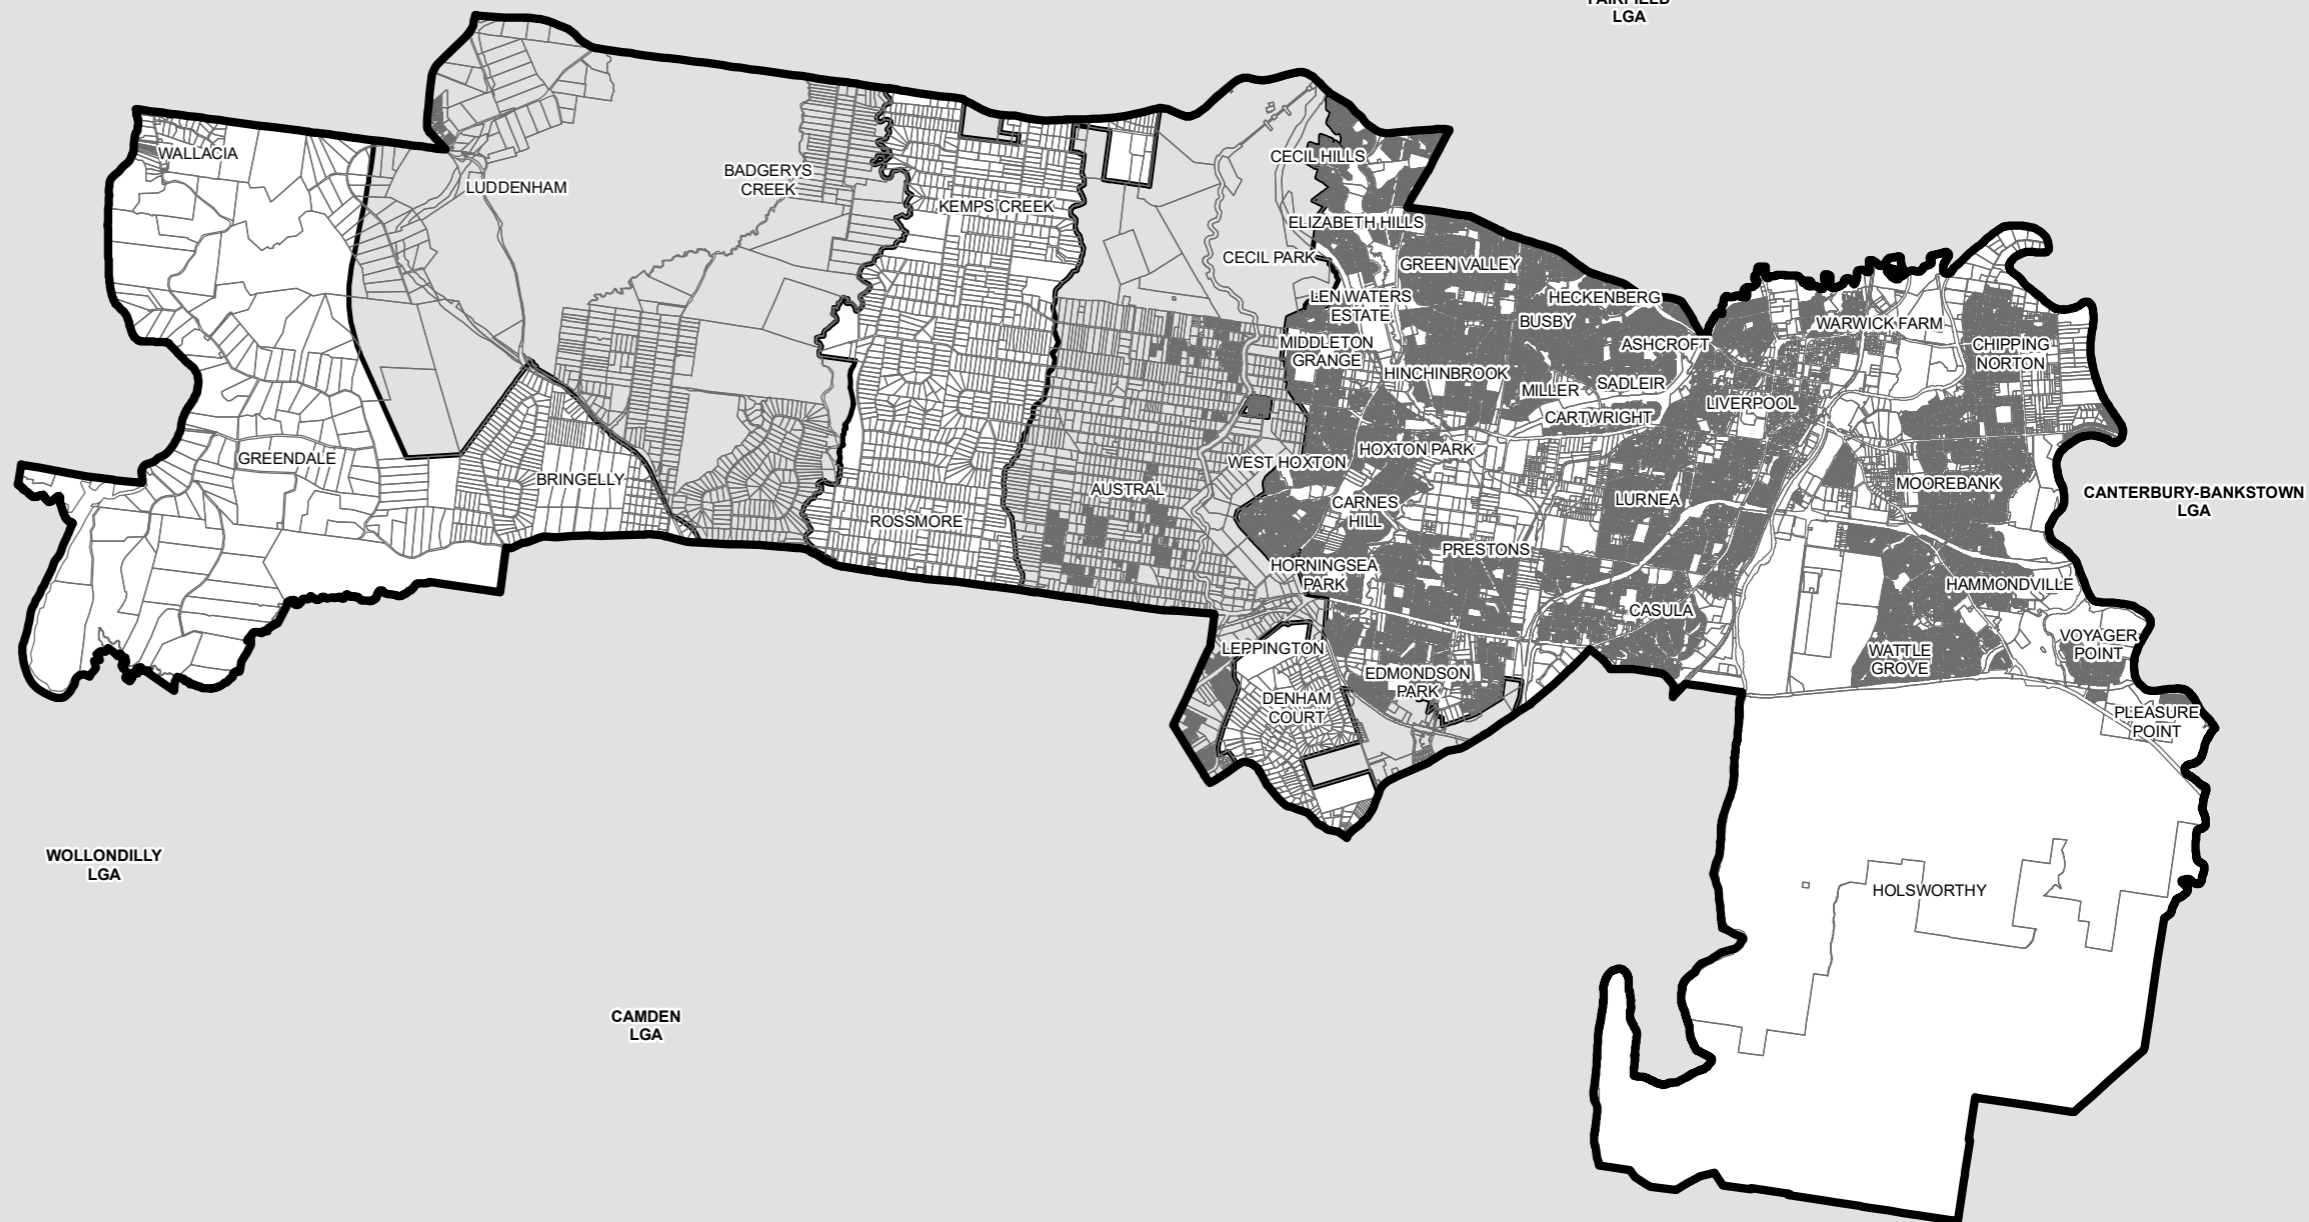 FAIRFIELD
LGA
WALLACIA
LUDDENHAM
BADGERYS
CREEK
KEMPS CREEK
CECIL HILLS
ELIZABETH HILLS
CECIL PARK
GREEN VALLEY
LEN WATERS
ESTATE
HECKENBERG
BUSBY
WARWICK FARM
MIDDLETON
GRANGE
ASHCROFT
CHIPPING
NORTON
HINCHINBROOK
MILLER
SADLEIR
LIVERPOOL
CARTWRIGHT
GREENDALE
BRINGELLY
HOXTON PARK
WEST HOXTON
AUSTRAL
ROSSMORE
CARNES
HILL
LURNEA
MOOREBANK
CANTERBURY-BANKSTOWN
LGA
PRESTONS
HORNINGSEA
PARK
HAMMONDVILLE
CASULA
LEPPINGTON
VOYAGER
POINT
WATTLE
GROVE
EDMONDSON
PARK
DENHAM
COURT
PLEASURE
POINT
WOLLONDILLY
LGA
HOLSWORTHY
CAMDEN
LGA